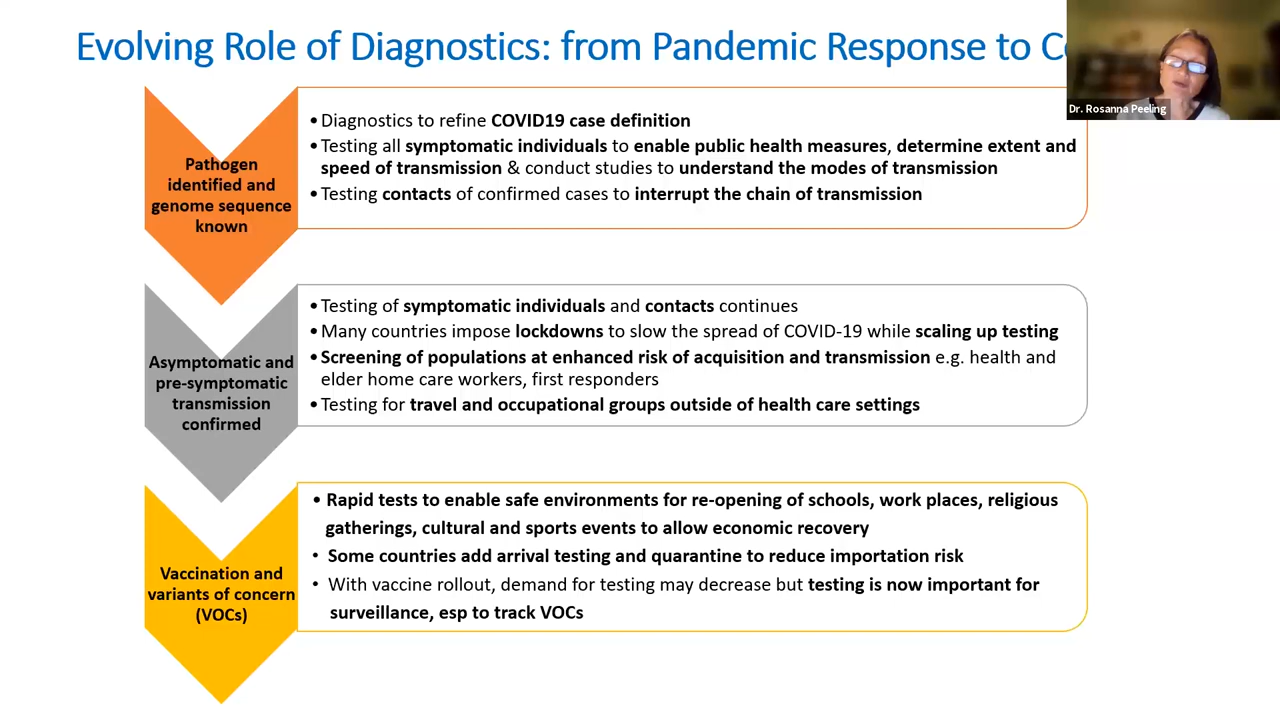 Evolving Role of Diagnostics: from Pandemic Response to
Dr. Rosanna Peeling
Pathogen
identified and
genome sequence
known
• Diagnostics to refine COVID19 case definition
• Testing all symptomatic individuals to enable public health measures, determine extent and
speed of transmission & conduct studies to understand the modes of transmission
• Testing contacts of confirmed cases to interrupt the chain of transmission
Asymptomatic and
pre-symptomatic
transmission
confirmed
• Testing of symptomatic individuals and contacts continues
• Many countries impose lockdowns to slow the spread of COVID-19 while scaling up testing
• Screening of populations at enhanced risk of acquisition and transmission e.g. health and
elder home care workers, first responders
• Testing for travel and occupational groups outside of health care settings
Vaccination and
variants of concern
(VOCs)
• Rapid tests to enable safe environments for re-opening of schools, work places, religious
gatherings, cultural and sports events to allow economic recovery
• Some countries add arrival testing and quarantine to reduce importation risk
• With vaccine rollout, demand for testing may decrease but testing is now important for
surveillance, esp to track VOCs